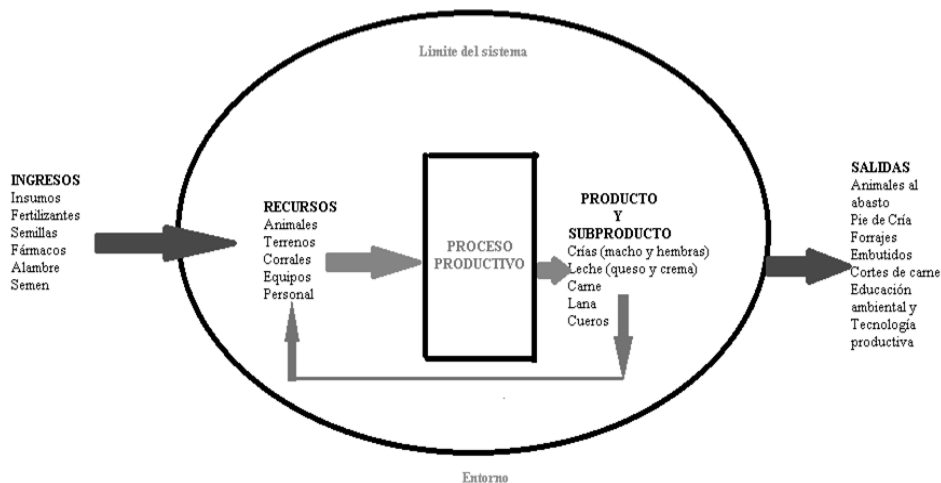 Límite del sistema
INGRESOS
Insumos
Fertilizantes
Semillas
Fármacos
Alambre
Semen
RECURSOS
Animales
Terrenos
Corrales
Equipos
Personal
PROCESO
PRODUCTIVO
PRODUCTO
Y
SUBPRODUCTO
Crías (macho y hembras)
Leche (queso y crema)
Carne
Lana
Cueros
SALIDAS
Animales al
abasto
Pie de Cría
Forrajes
Embutidos
Cortes de carne
Educación
ambiental y
Tecnología
productiva
Entorno